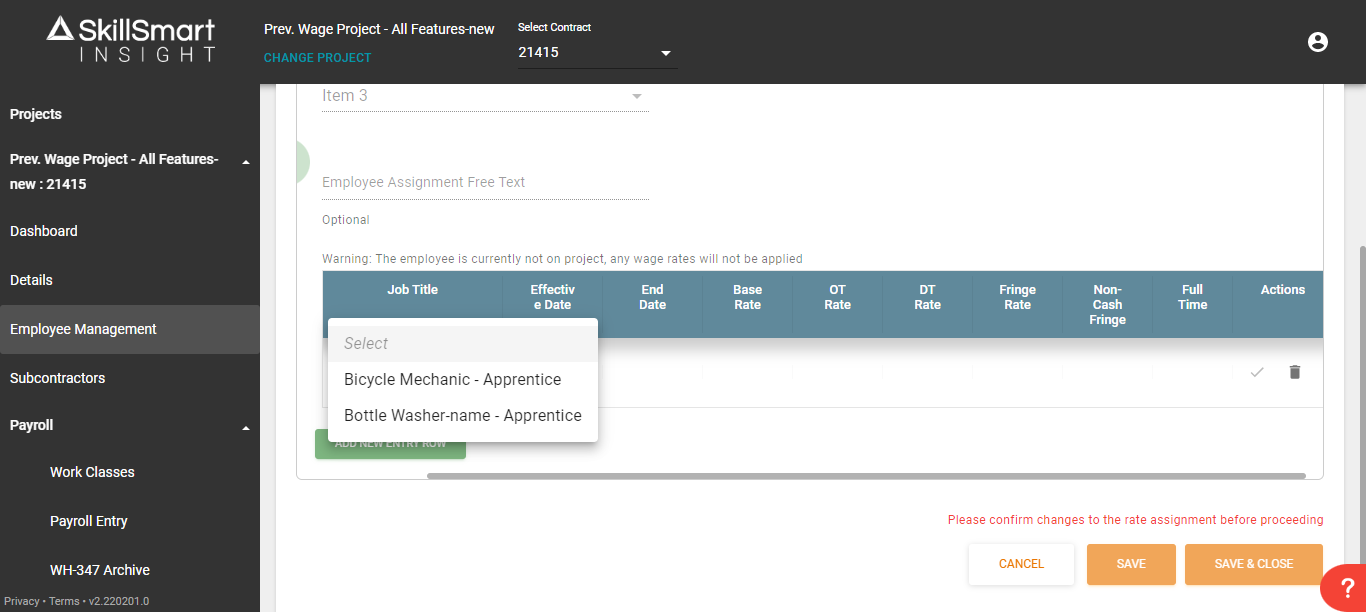 SkillSmart
INSIGHT
Prev. Wage Project - All Features-new
CHANGE PROJECT
Select Contract
21415
Projects
Prev. Wage Project - All Features-
new : 21415
Dashboard
Details
Employee Management
Subcontractors
Payroll
Work Classes
Payroll Entry
WH-347 Archive
Privacy • Terms • v2.220201.0
Item 3
Employee Assignment Free Text
Optional
Warning: The employee is currently not on project, any wage rates will not be applied
Job Title
Effectiv
e Date
End
Date
Base
Rate
OT
Rate
DT
Rate
Fringe
Rate
Non-
Cash
Fringe
Full
Time
Actions
Select
Bicycle Mechanic - Apprentice
Bottle Washer-name - Apprentice
ADD NEW ENTRY ROW
Please confirm changes to the rate assignment before proceeding
CANCEL
SAVE
SAVE & CLOSE
?